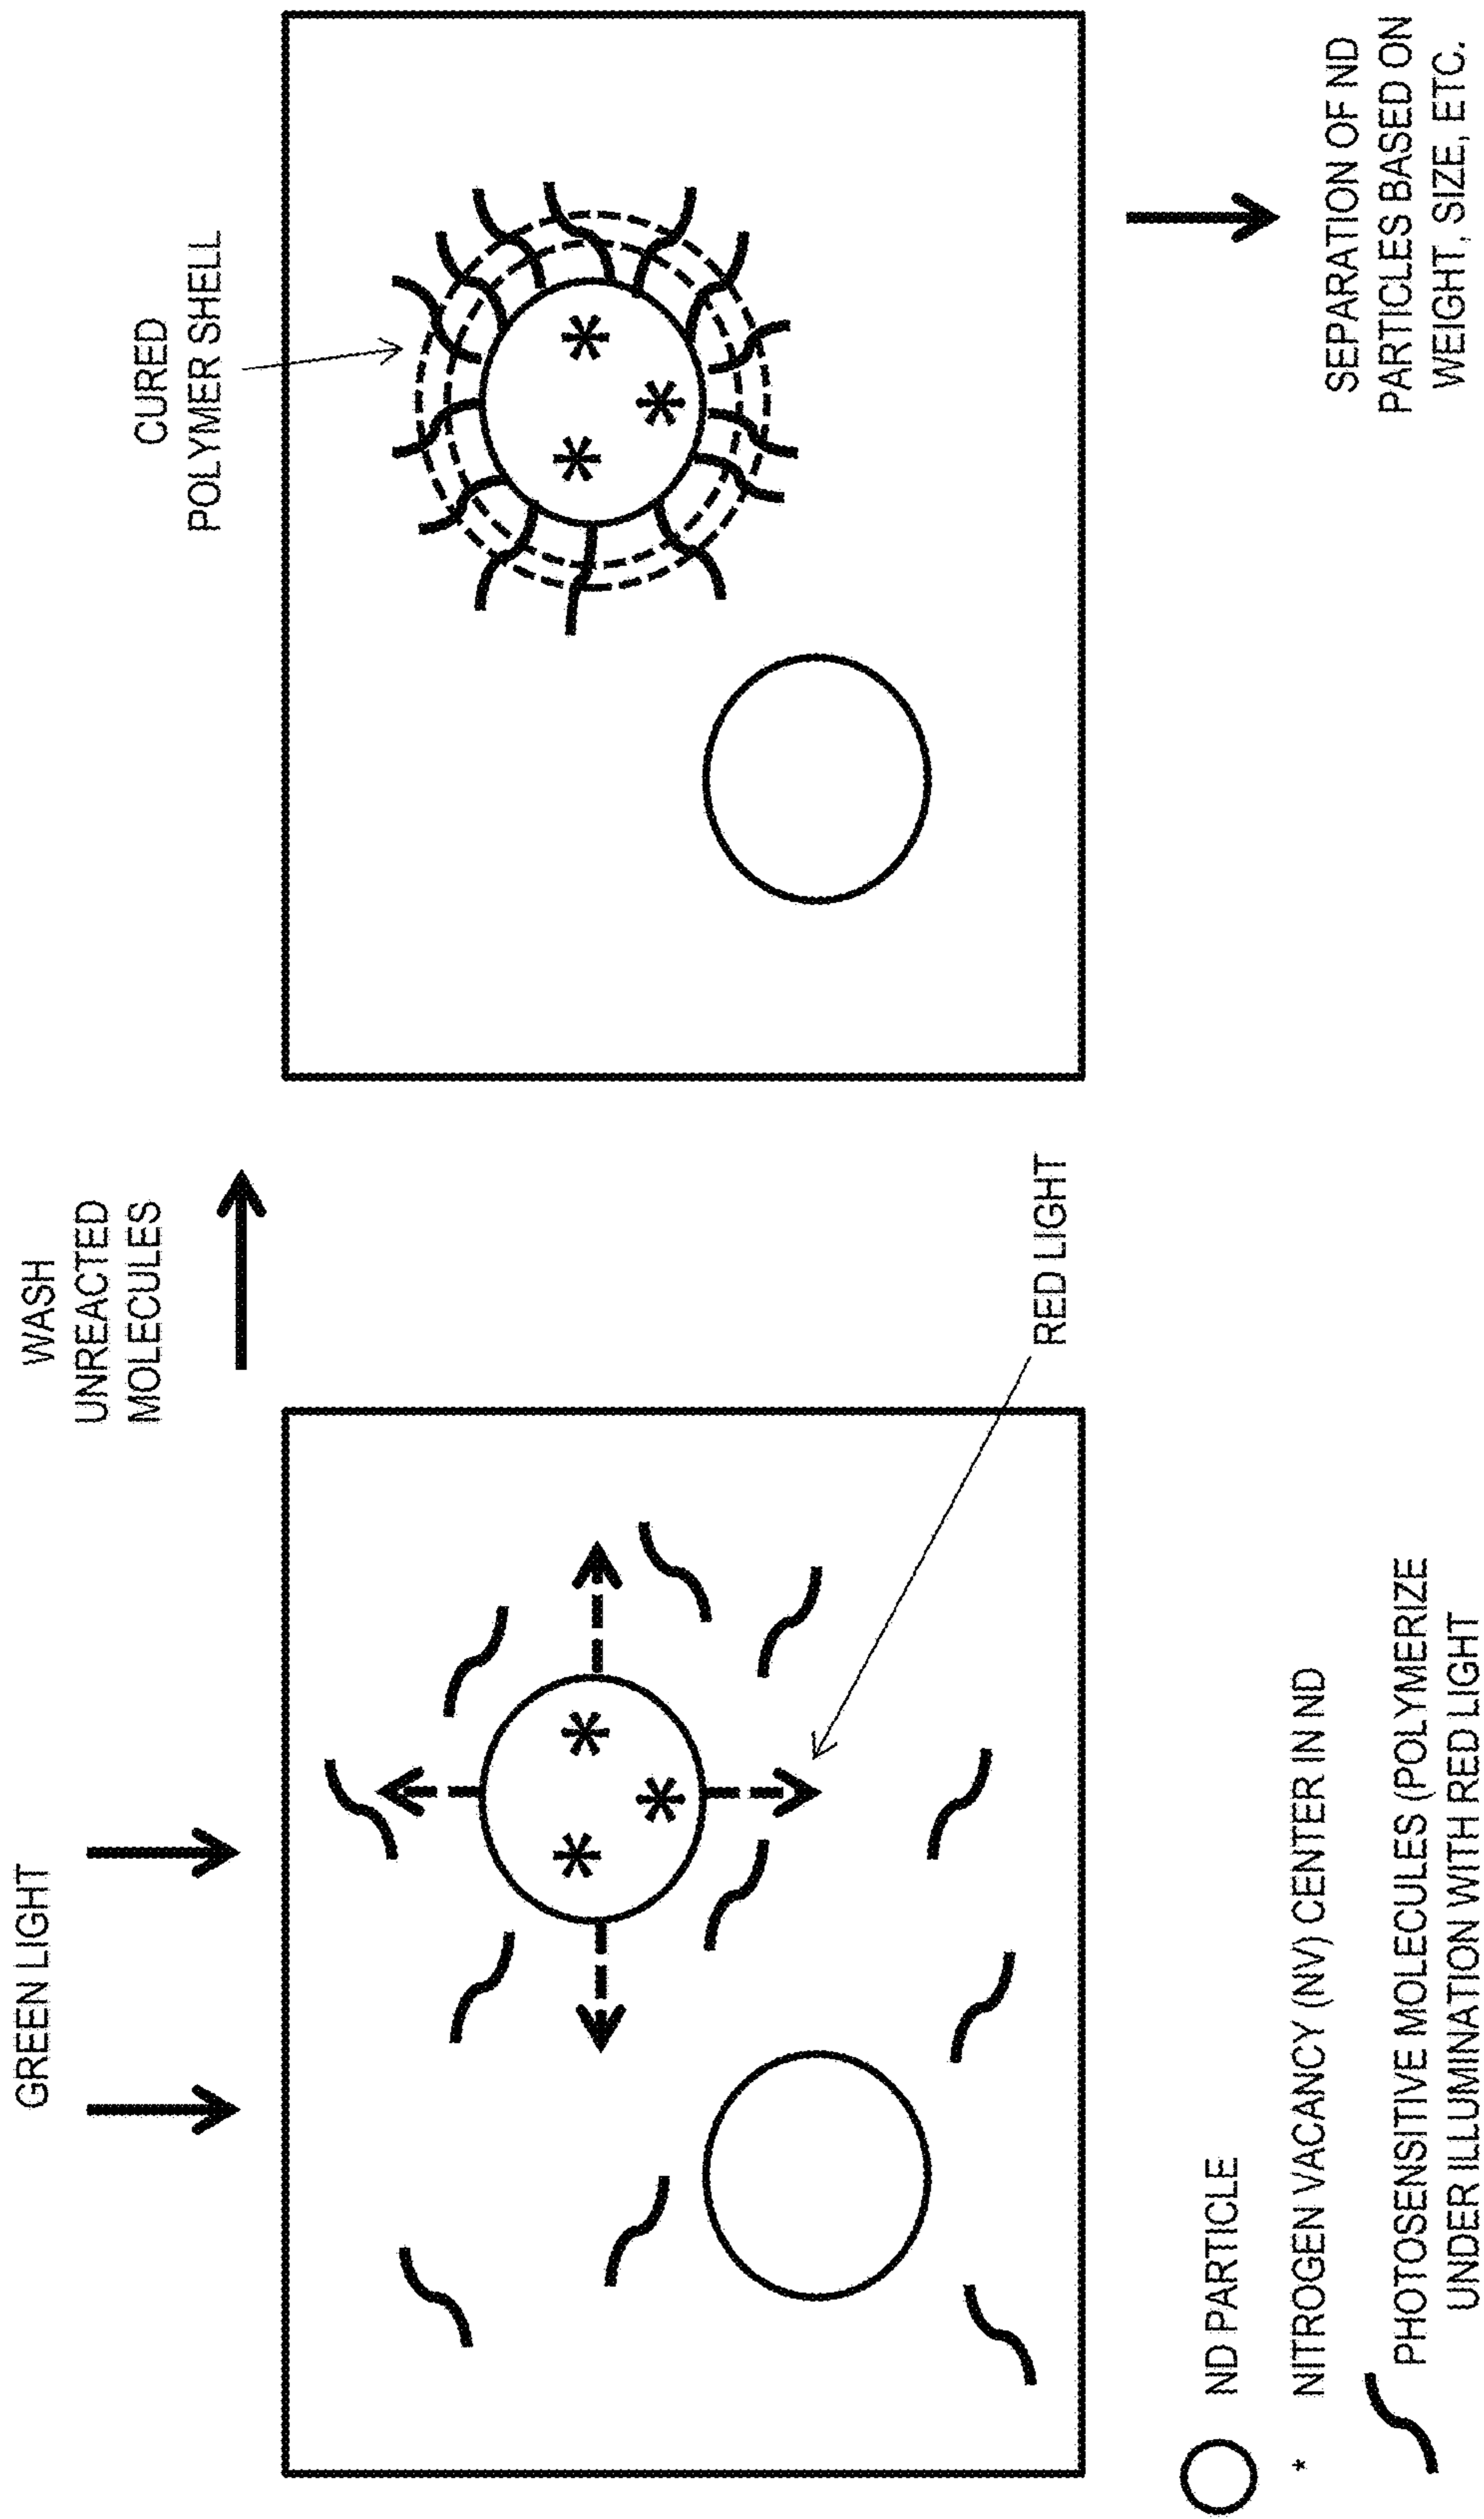 GREEN LIGHT
WASH
UNREACTED
MOLECULES
CURED
POLYMER SHELL
RED LIGHT
ND PARTICLE
* NITROGEN VACANCY (NV) CENTER IN ND
PHOTOSENSITIVE MOLECULES (POLYMERIZE
UNDER ILLUMINATION WITH RED LIGHT
SEPARATION OF ND
PARTICLES BASED ON
WEIGHT, SIZE, ETC.